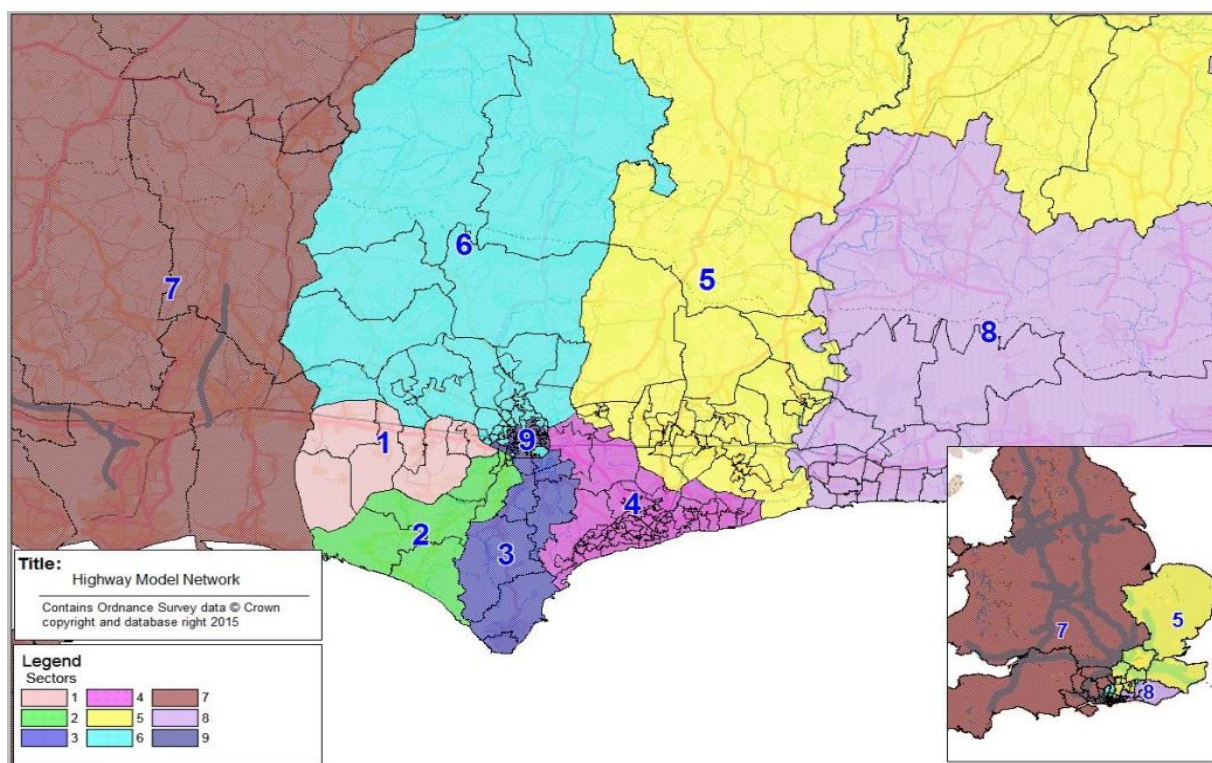 6
5
7
8
1
9
4
2
3
Title:
Highway Model Network
Contains Ordnance Survey data © Crown
copyright and database right 2015
Legend
Sectors
1 4 7
2 5 8
3 6 9
5
7
8